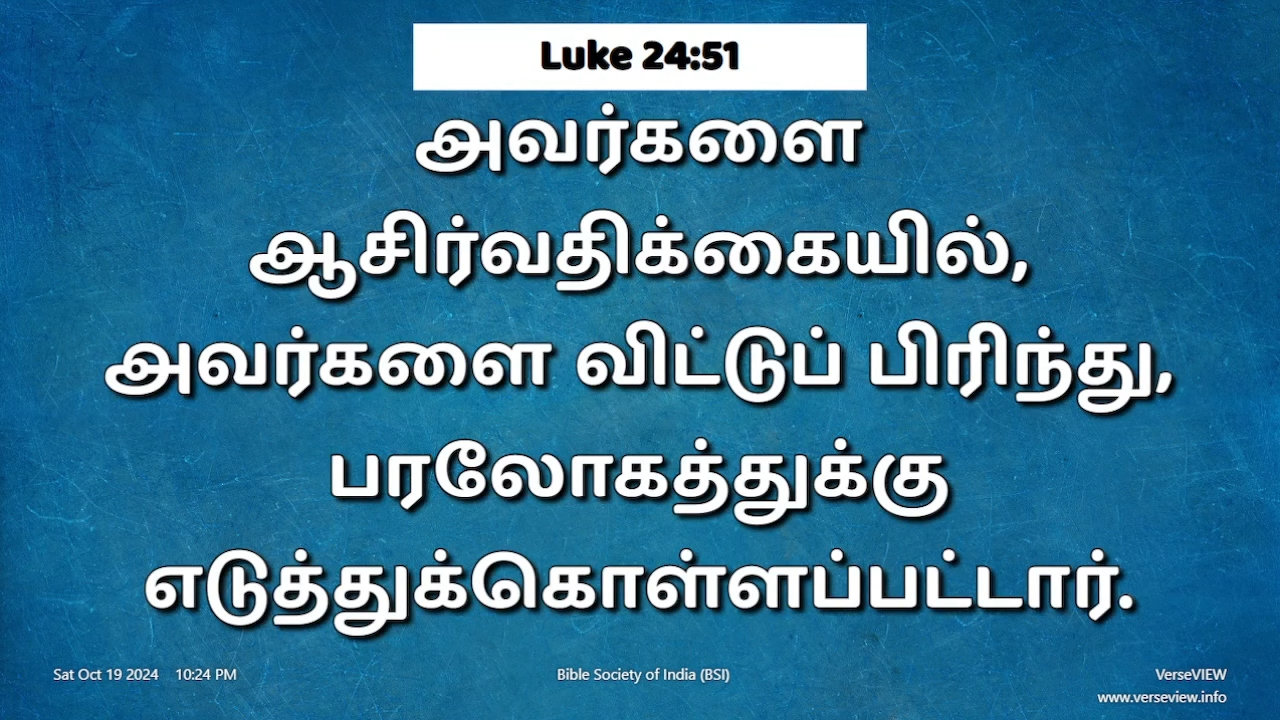 Luke 24:51
அவர்களை
ஆசிர்வதிக்கையில்,
அவர்களை விட்டுப் பிரிந்து,
பரலோகத்துக்கு
எடுத்துக்கொள்ளப்பட்டார்.
Sat Oct 19 2024 10:24 PM
Bible Society of India (BSI)
VerseVIEW
www.verseview.info